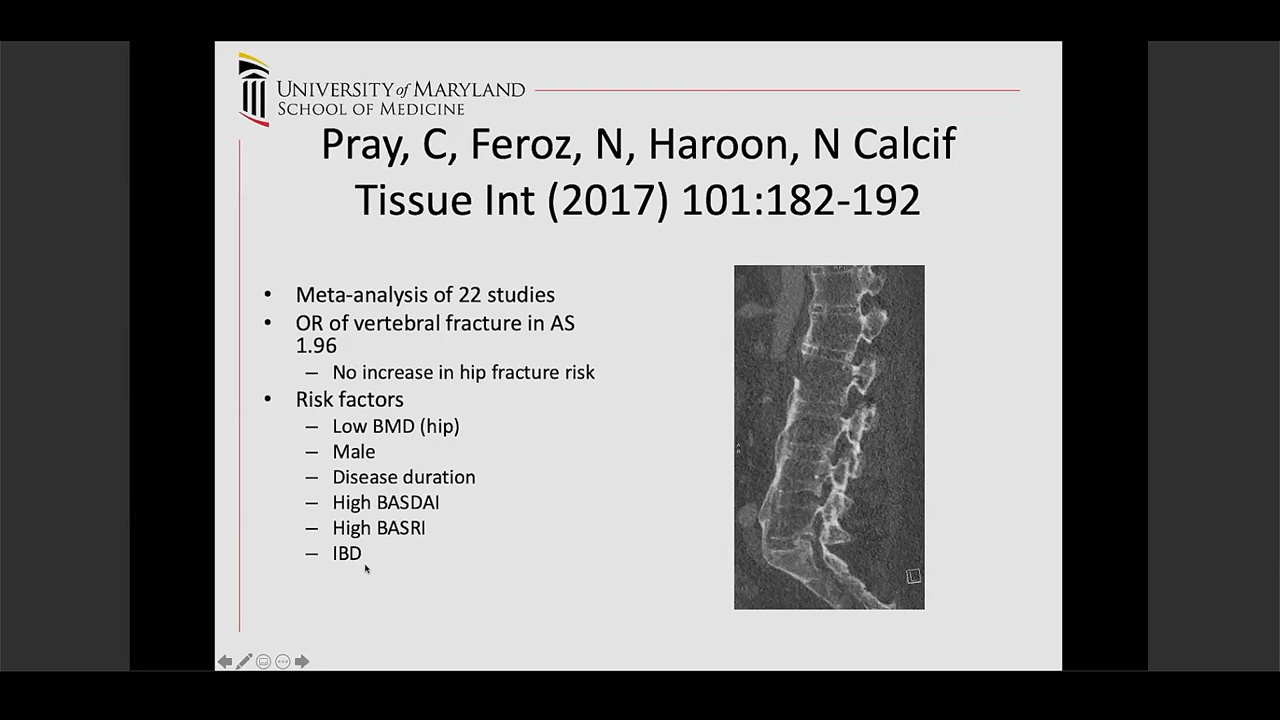 UNIVERSITY of MARYLAND
SCHOOL OF MEDICINE
Pray, C, Feroz, N, Haroon, N Calcif
Tissue Int (2017) 101:182-192
• Meta-analysis of 22 studies
• OR of vertebral fracture in AS
1.96
– No increase in hip fracture risk
• Risk factors
– Low BMD (hip)
– Male
– Disease duration
– High BASDAI
– High BASRI
– IBD